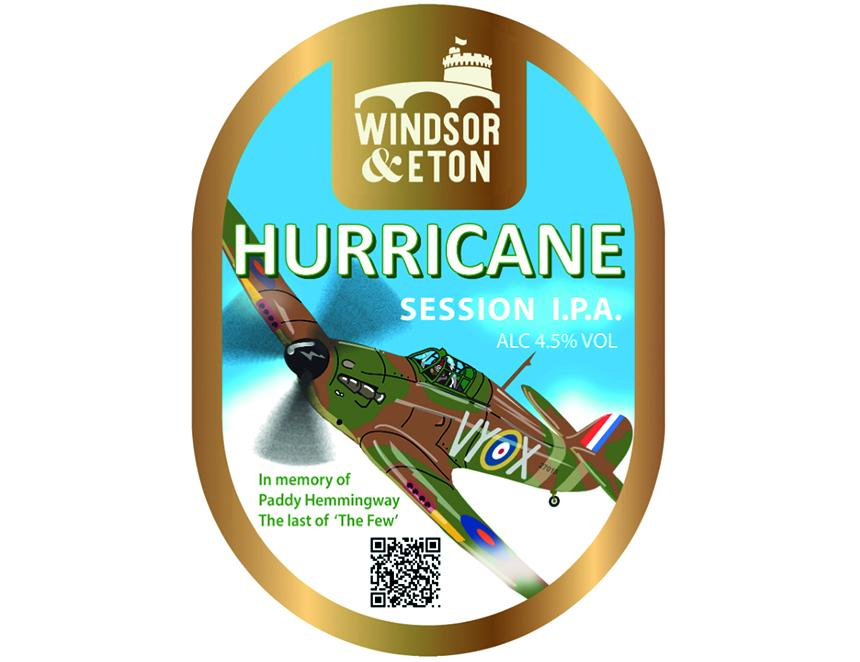 WINDSOR
& ETON
HURRICANE
SESSION I.P.A.
ALC 4.5% VOL
VY X
In memory of
Paddy Hemmingway
The last of ‘The Few’